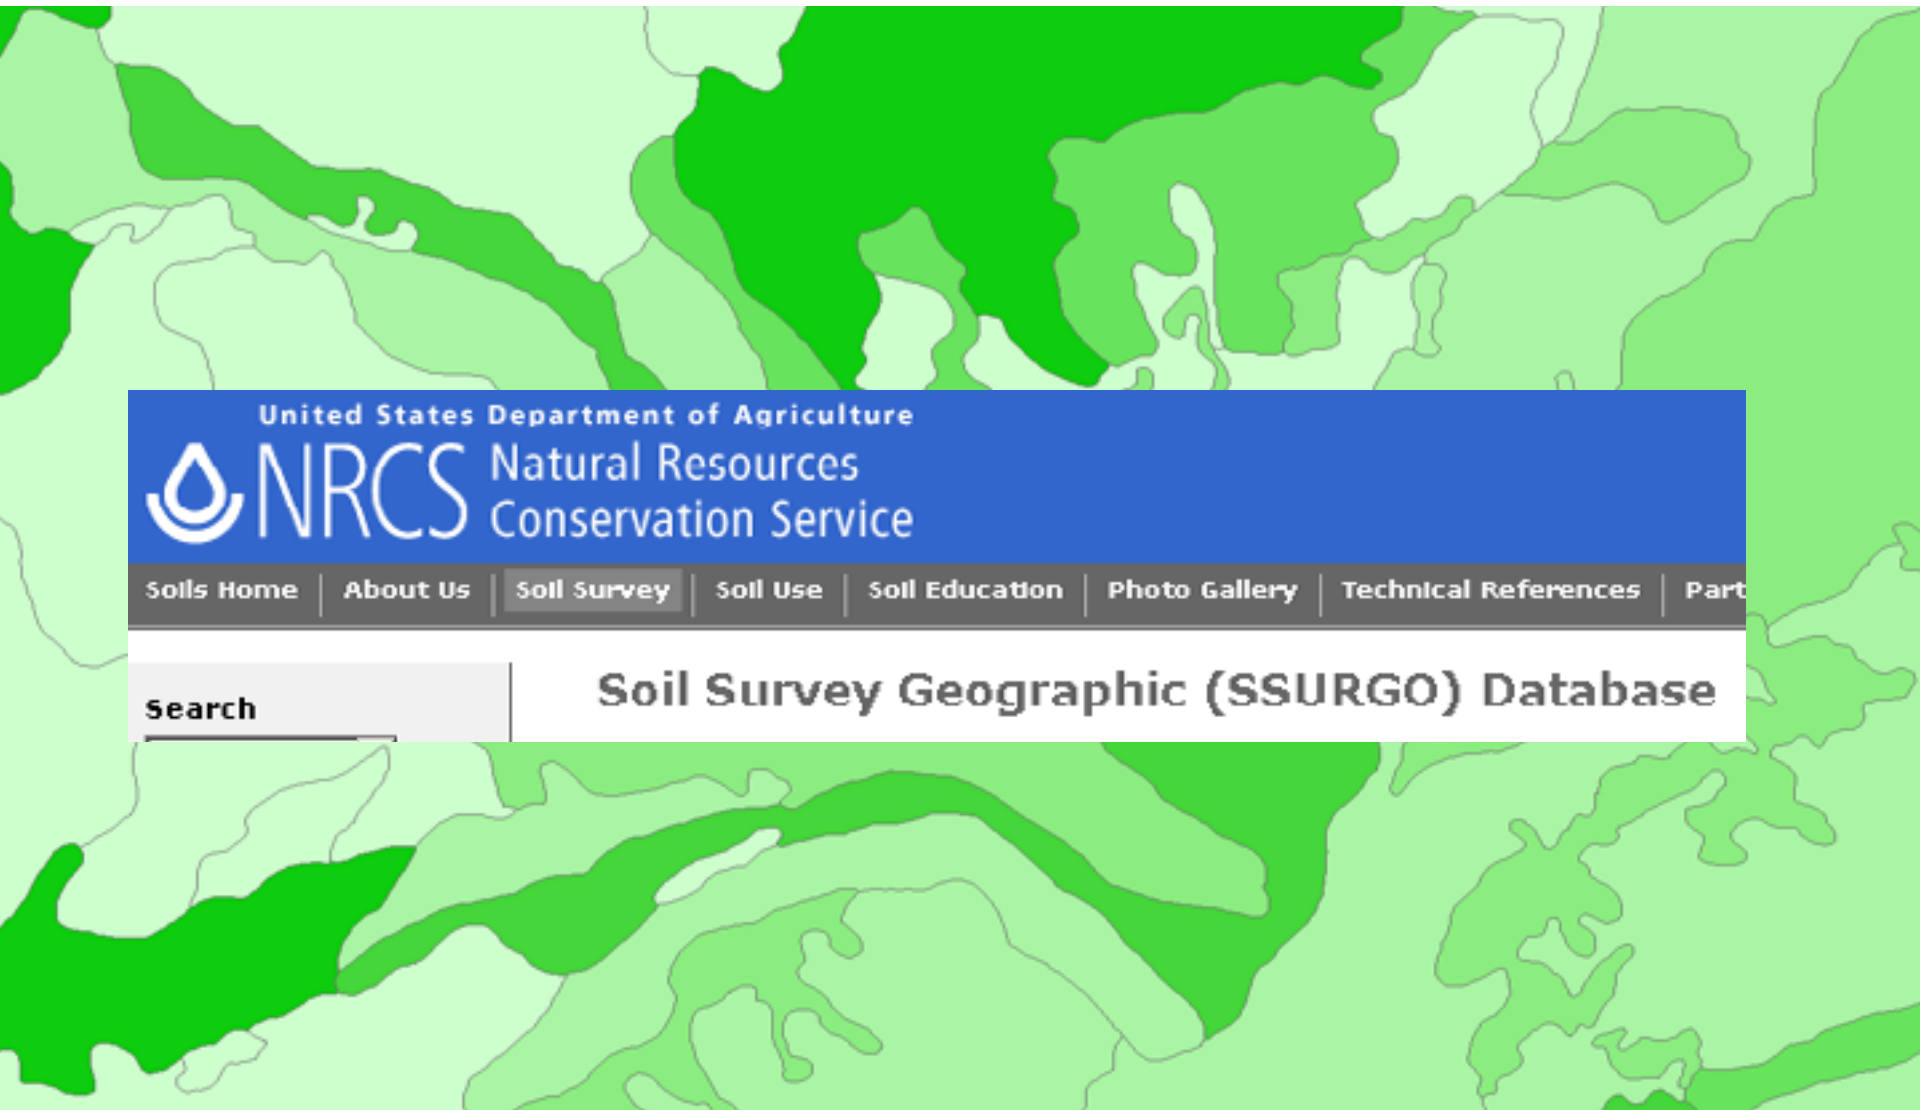 United States Department of Agriculture
NRCS Natural Resources
Conservation Service
Soils Home | About Us | Soil Survey | Soil Use | Soil Education | Photo Gallery | Technical References | Part
Soil Survey Geographic (SSURGO) Database
Search